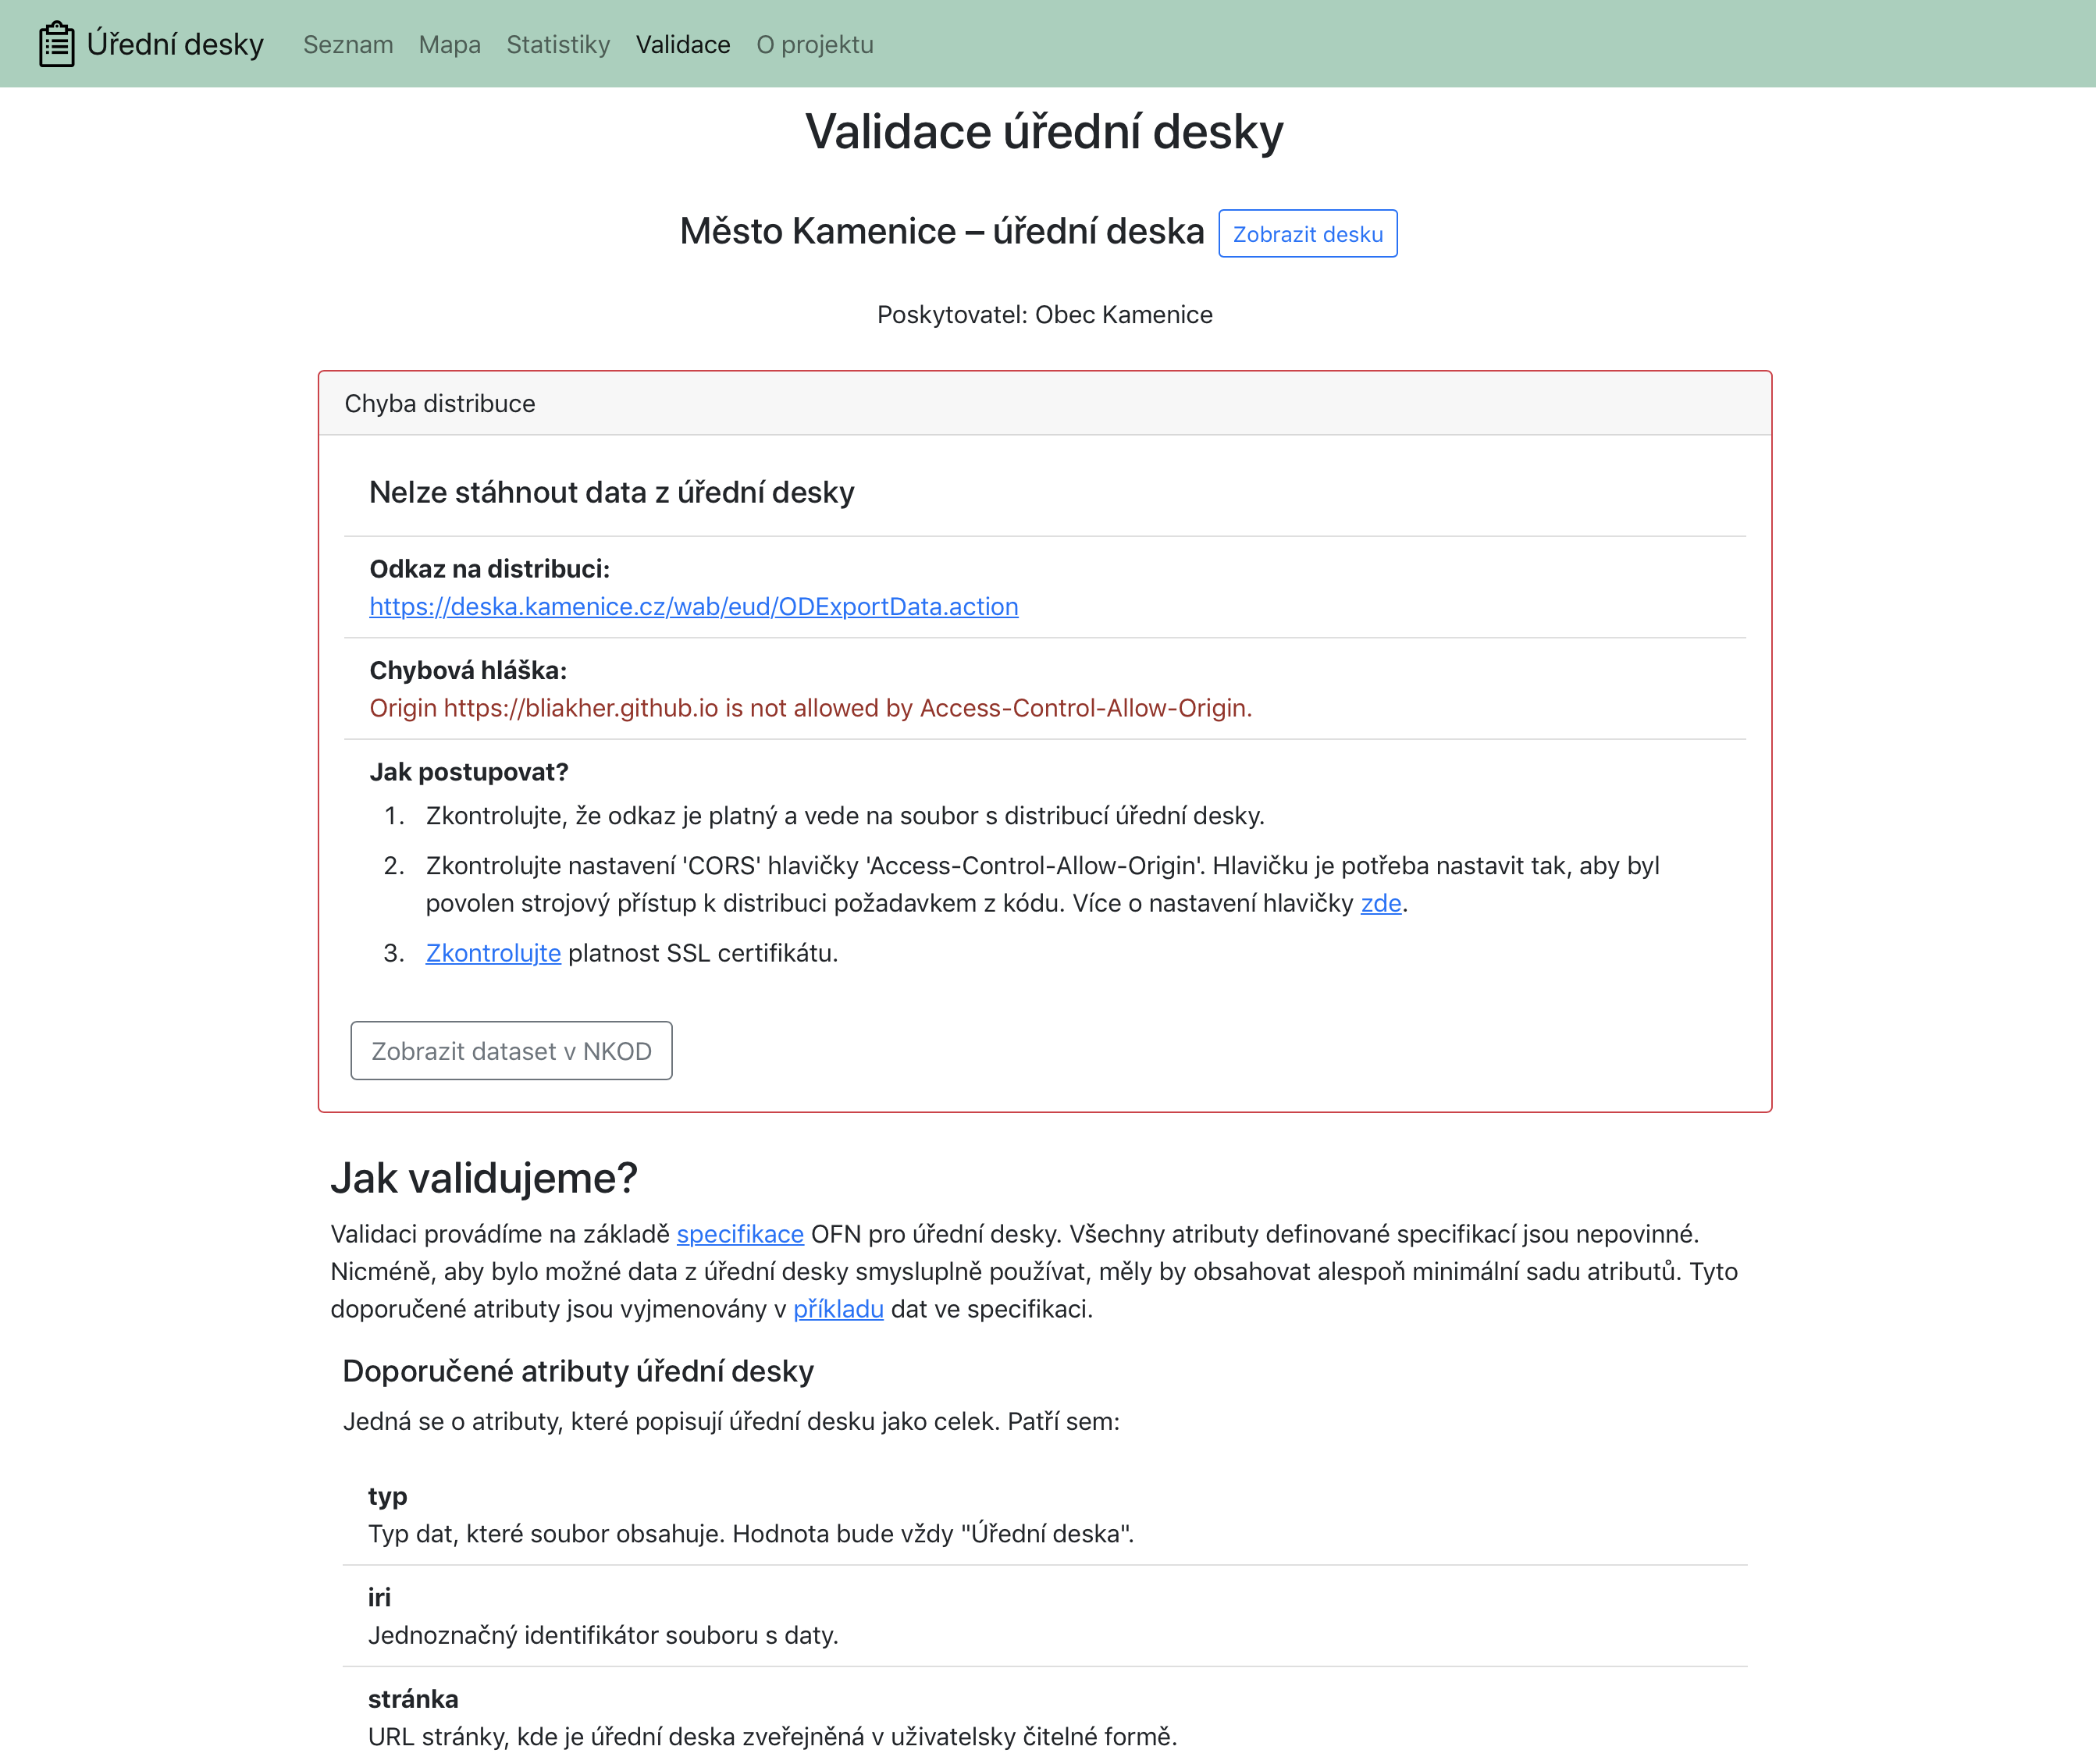 Úřední desky Seznam Mapa Statistiky Validace O projektu
Validace úřední desky
Město Kamenice – úřední deska Zobrazit desku
Poskytovatel: Obec Kamenice
Chyba distribuce
Nelze stáhnout data z úřední desky
Odkaz na distribuci:
https://deska.kamenice.cz/wab/eud/ODExportData.action
Chybová hláška:
Origin https://bliakher.github.io is not allowed by Access-Control-Allow-Origin.
Jak postupovat?
1. Zkontrolujte, že odkaz je platný a vede na soubor s distribucí úřední desky.
2. Zkontrolujte nastavení 'CORS' hlavičky 'Access-Control-Allow-Origin'. Hlavičku je potřeba nastavit tak, aby byl
povolen strojový přístup k distribuci požadavkem z kódu. Více o nastavení hlavičky zde.
3. Zkontrolujte platnost SSL certifikátu.
Zobrazit dataset v NKOD
Jak validujeme?
Validaci provádíme na základě specifikace OFN pro úřední desky. Všechny atributy definované specifikací jsou nepovinné.
Nicméně, aby bylo možné data z úřední desky smysluplně používat, měly by obsahovat alespoň minimální sadu atributů. Tyto
doporučené atributy jsou vyjmenovány v příkladu dat ve specifikaci.
Doporučené atributy úřední desky
Jedná se o atributy, které popisují úřední desku jako celek. Patří sem:
typ
Typ dat, které soubor obsahuje. Hodnota bude vždy "Úřední deska".
iri
Jednoznačný identifikátor souboru s daty.
stránka
URL stránky, kde je úřední deska zveřejněná v uživatelsky čitelné formě.